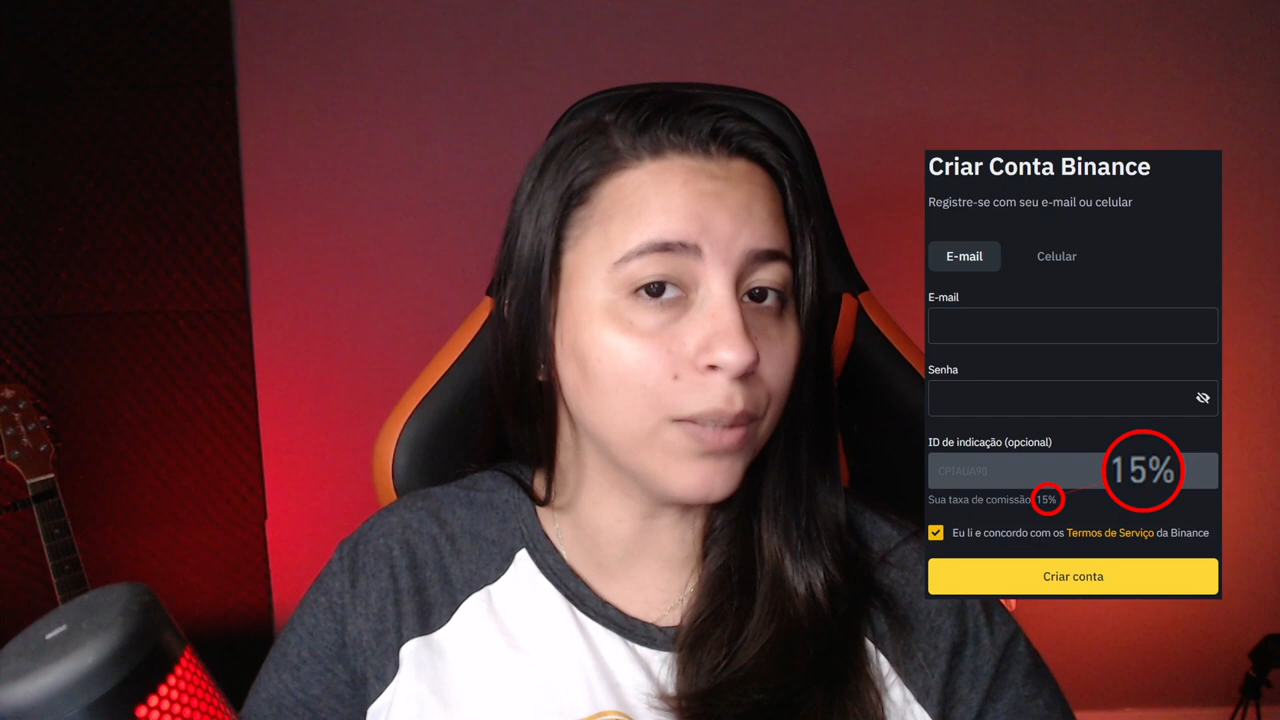 Criar Conta Binance
Registre-se com seu e-mail ou celular
E-mail Celular
E-mail
Senha
ID de indicação (opcional)
15%
Sua taxa de comissão 15%
Eu li e concordo com os Termos de Serviço da Binance
Criar conta